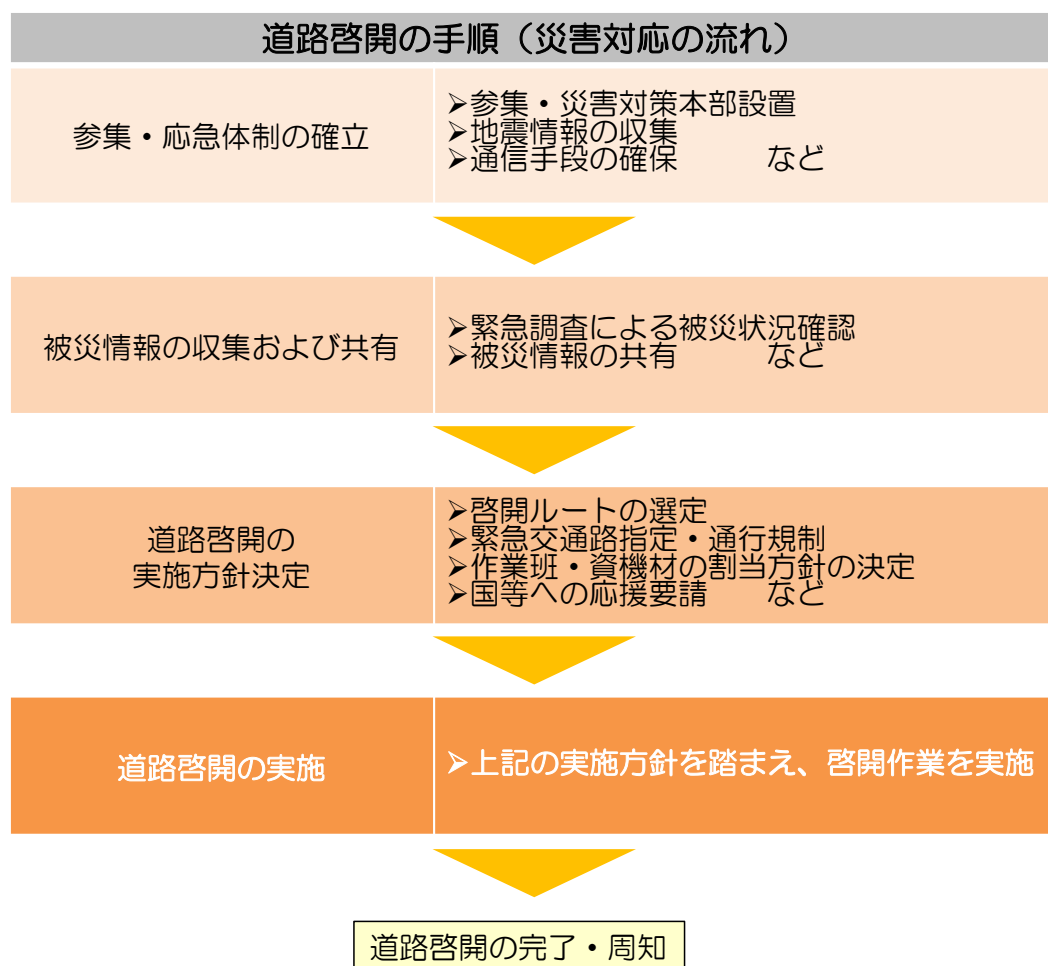 道路啓開の手順（災害対応の流れ）
参集・応急体制の確立
➢参集・災害対策本部設置
➢地震情報の収集
➢通信手段の確保　　　など
被災情報の収集および共有
➢緊急調査による被災状況確認
➢被災情報の共有　　　など
道路啓開の
実施方針決定
➢啓開ルートの選定
➢緊急交通路指定・通行規制
➢作業班・資機材の割当方針の決定
➢国等への応援要請　　など
道路啓開の実施
➢上記の実施方針を踏まえ、啓開作業を実施
道路啓開の完了・周知